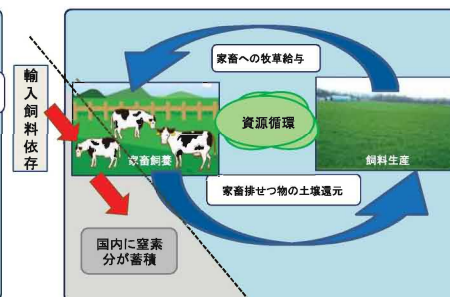 家畜への牧草給与
輸
入
飼
料
依
存
資源循環
家畜飼養
飼料生産
家畜排せつ物の土壌還元
国内に窒素
分が蓄積